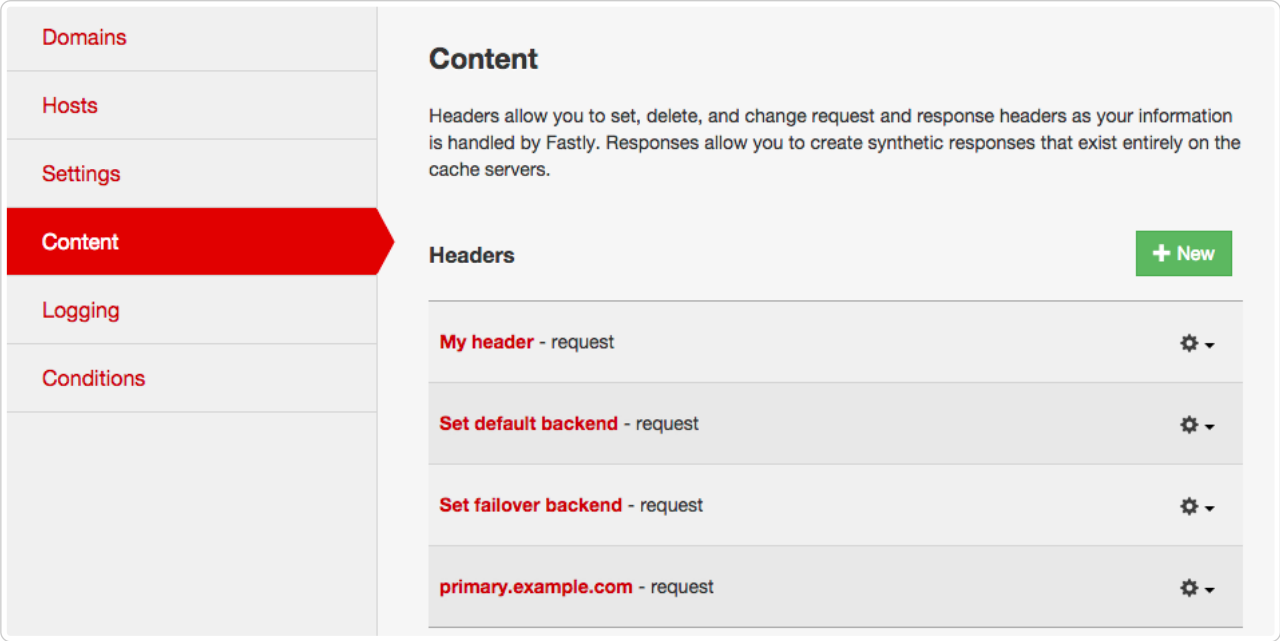 Domains
Hosts
Settings
Content
Logging
Conditions
Content
Headers allow you to set, delete, and change request and response headers as your information
is handled by Fastly. Responses allow you to create synthetic responses that exist entirely on the
cache servers.
Headers
+ New
My header - request
Set default backend - request
Set failover backend - request
primary.example.com - request